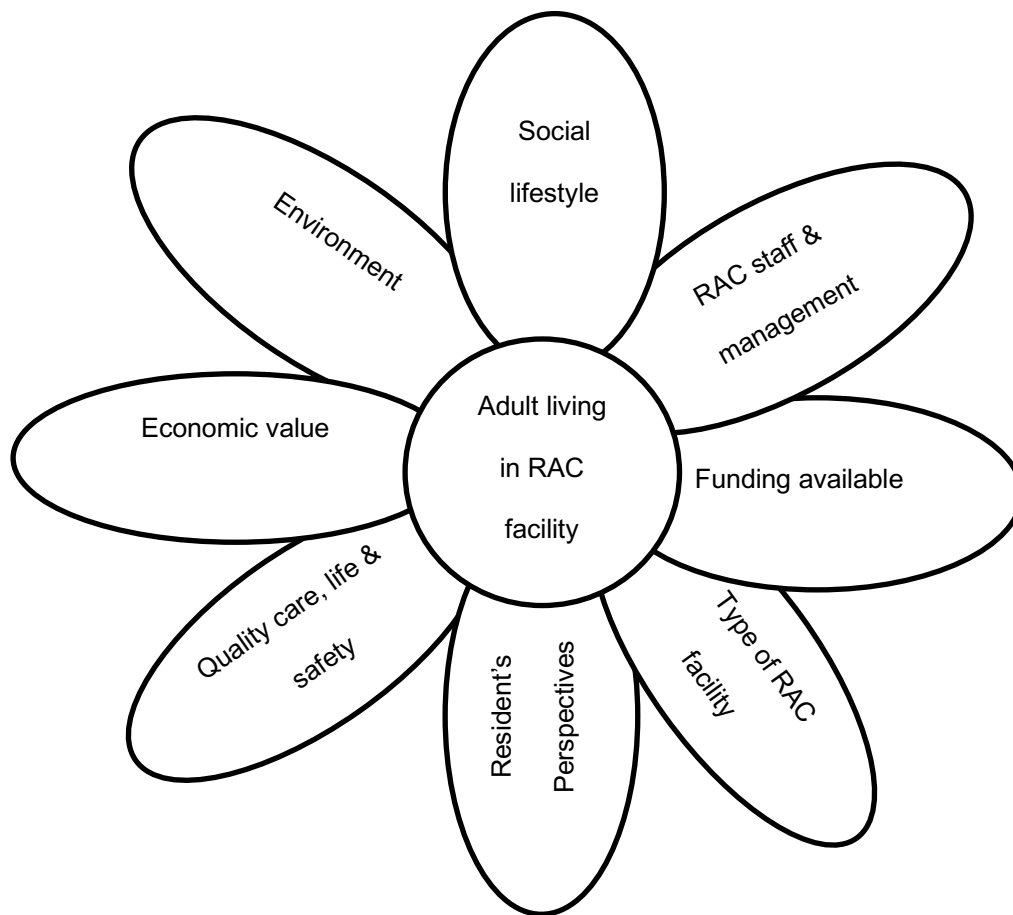 Social
lifestyle
RAC staff &
management
Funding available
Type of RAC
facility
Resident’s
Perspectives
Quality care, life &
safety
Economic value
Environment
Adult living
in RAC
facility